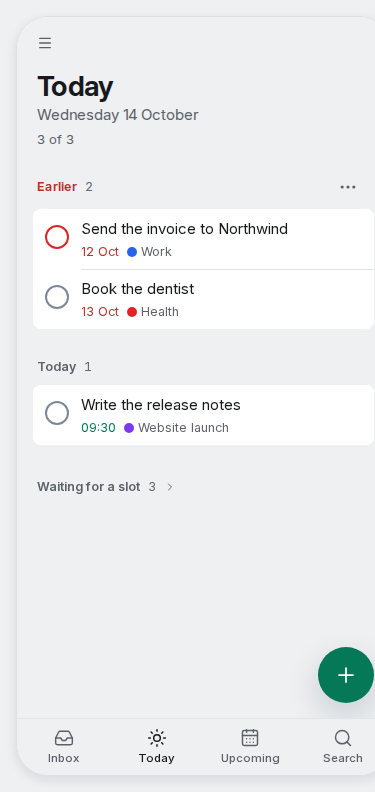 Today
Wednesday 14 October
3 of 3
Earlier 2
Send the invoice to Northwind
12 Oct Work
Book the dentist
13 Oct Health
Today 1
Write the release notes
09:30 Website launch
Waiting for a slot 3
Inbox Today Upcoming Search